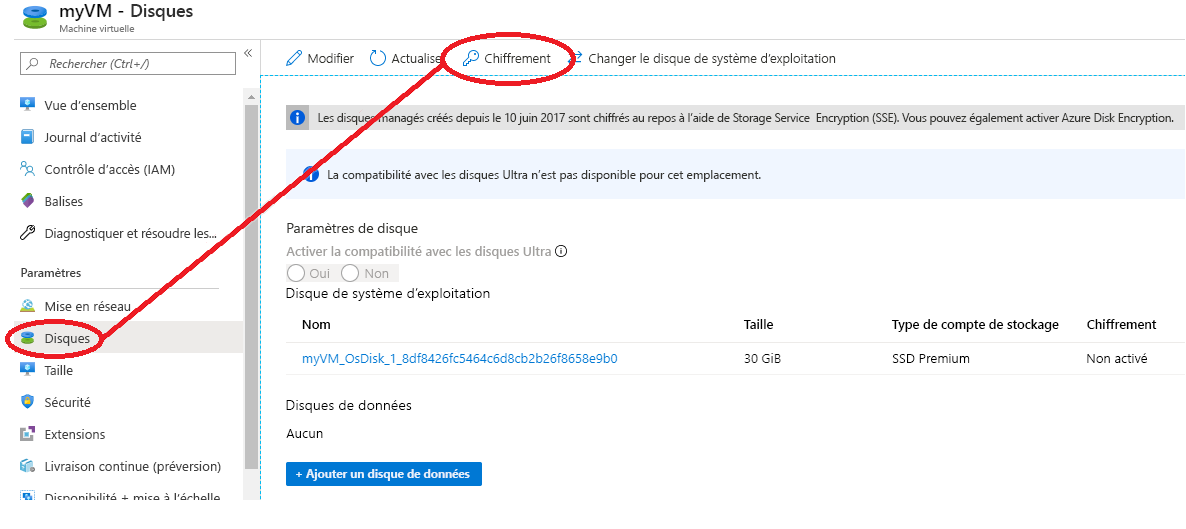 myVM - Disques
Machine virtuelle
Rechercher (Ctrl+/)
«
Vue d'ensemble
Journal d'activité
Contrôle d'accès (IAM)
Balises
Diagnostiquer et résoudre les...
Paramètres
Mise en réseau
Disques
Taille
Sécurité
Extensions
Livraison continue (préversion)
Disponibilité + mise à l'échelle
Modifier Actualise Chiffrement Changer le disque de système d'exploitation
Les disques managés créés depuis le 10 juin 2017 sont chiffrés au repos à l'aide de Storage Service Encryption (SSE). Vous pouvez également activer Azure Disk Encryption.
La compatibilité avec les disques Ultra n'est pas disponible pour cet emplacement.
Paramètres de disque
Activer la compatibilité avec les disques Ultra
Oui Non
Disque de système d'exploitation
Nom Taille Type de compte de stockage Chiffrement
myVM_OsDisk_1_8df8426fc5464c6d8cb2b26f8658e9b0 30 GiB SSD Premium Non activé
Disques de données
Aucun
+ Ajouter un disque de données